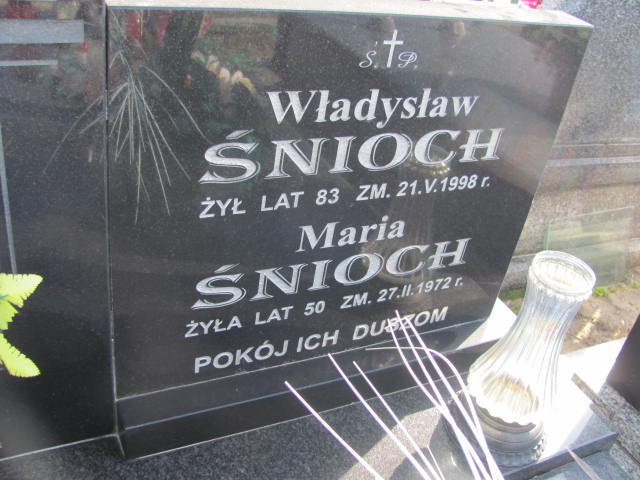 Ś.P.
Władysław
ŚNIOCH
ŻYŁ LAT 83 ZM. 21.V.1998 r.
Maria
ŚNIOCH
ŻYŁA LAT 50 ZM. 27.II.1972 r.
POKÓJ ICH DUSZOM